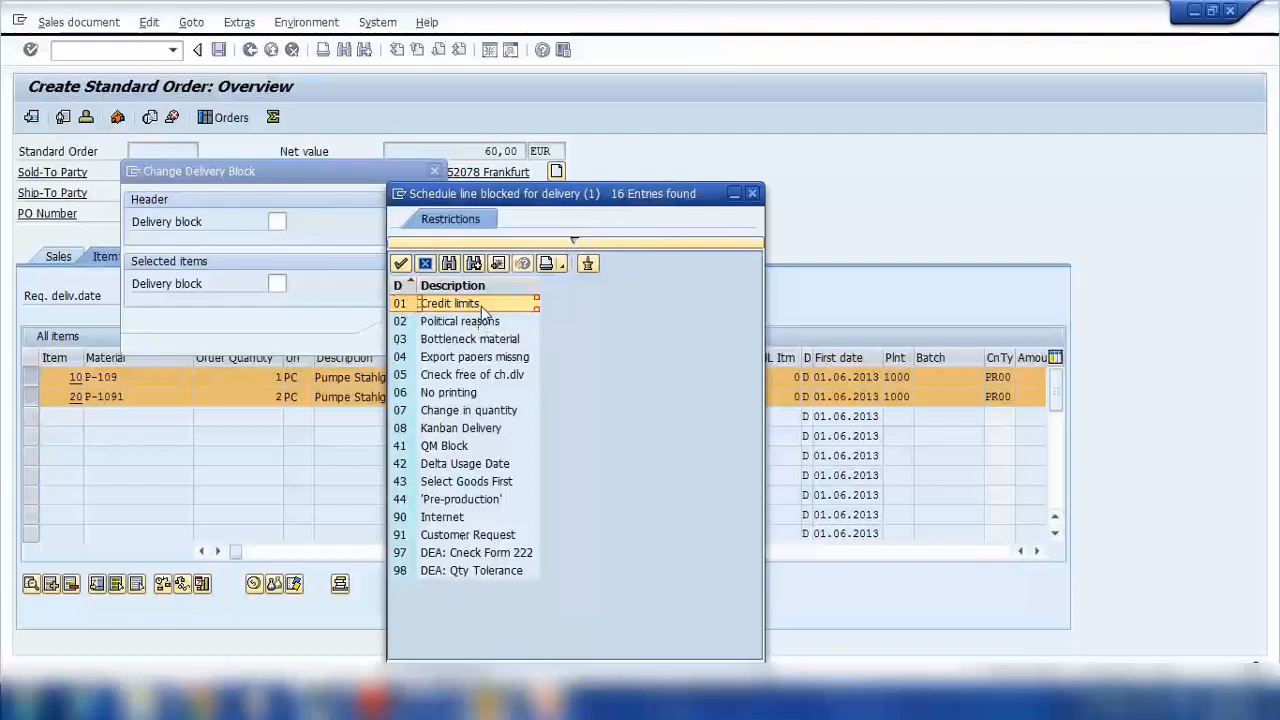 Sales document Edit Goto Extras Environment System Help
Create Standard Order: Overview
Orders
Standard Order Net value 60,00 EUR
Sold-To Party 52078 Frankfurt
Ship-To Party
PO Number
Change Delivery Block
Header
Delivery block
Selected items
Delivery block
Schedule line blocked for delivery (1) 16 Entries found
Restrictions
D Description
01 Credit limits
02 Political reasons
03 Bottleneck material
04 Export papers missng
05 Check free of ch.dlv
06 No printing
07 Change in quantity
08 Kanban Delivery
41 QM Block
42 Delta Usage Date
43 Select Goods First
44 'Pre-production'
90 Internet
91 Customer Request
97 DEA: Check Form 222
98 DEA: Qty Tolerance
Sales Item
Req. deliv.date
All items
Item Material Order Quantity Un Description L Itm D First date Plnt Batch CnTy Amou
10 P-109 1 PC Pumpe Stahlg 0 D 01.06.2013 1000 PR00
20 P-1091 2 PC Pumpe Stahlg 0 D 01.06.2013 1000 PR00
D 01.06.2013
D 01.06.2013
D 01.06.2013
D 01.06.2013
D 01.06.2013
D 01.06.2013
D 01.06.2013